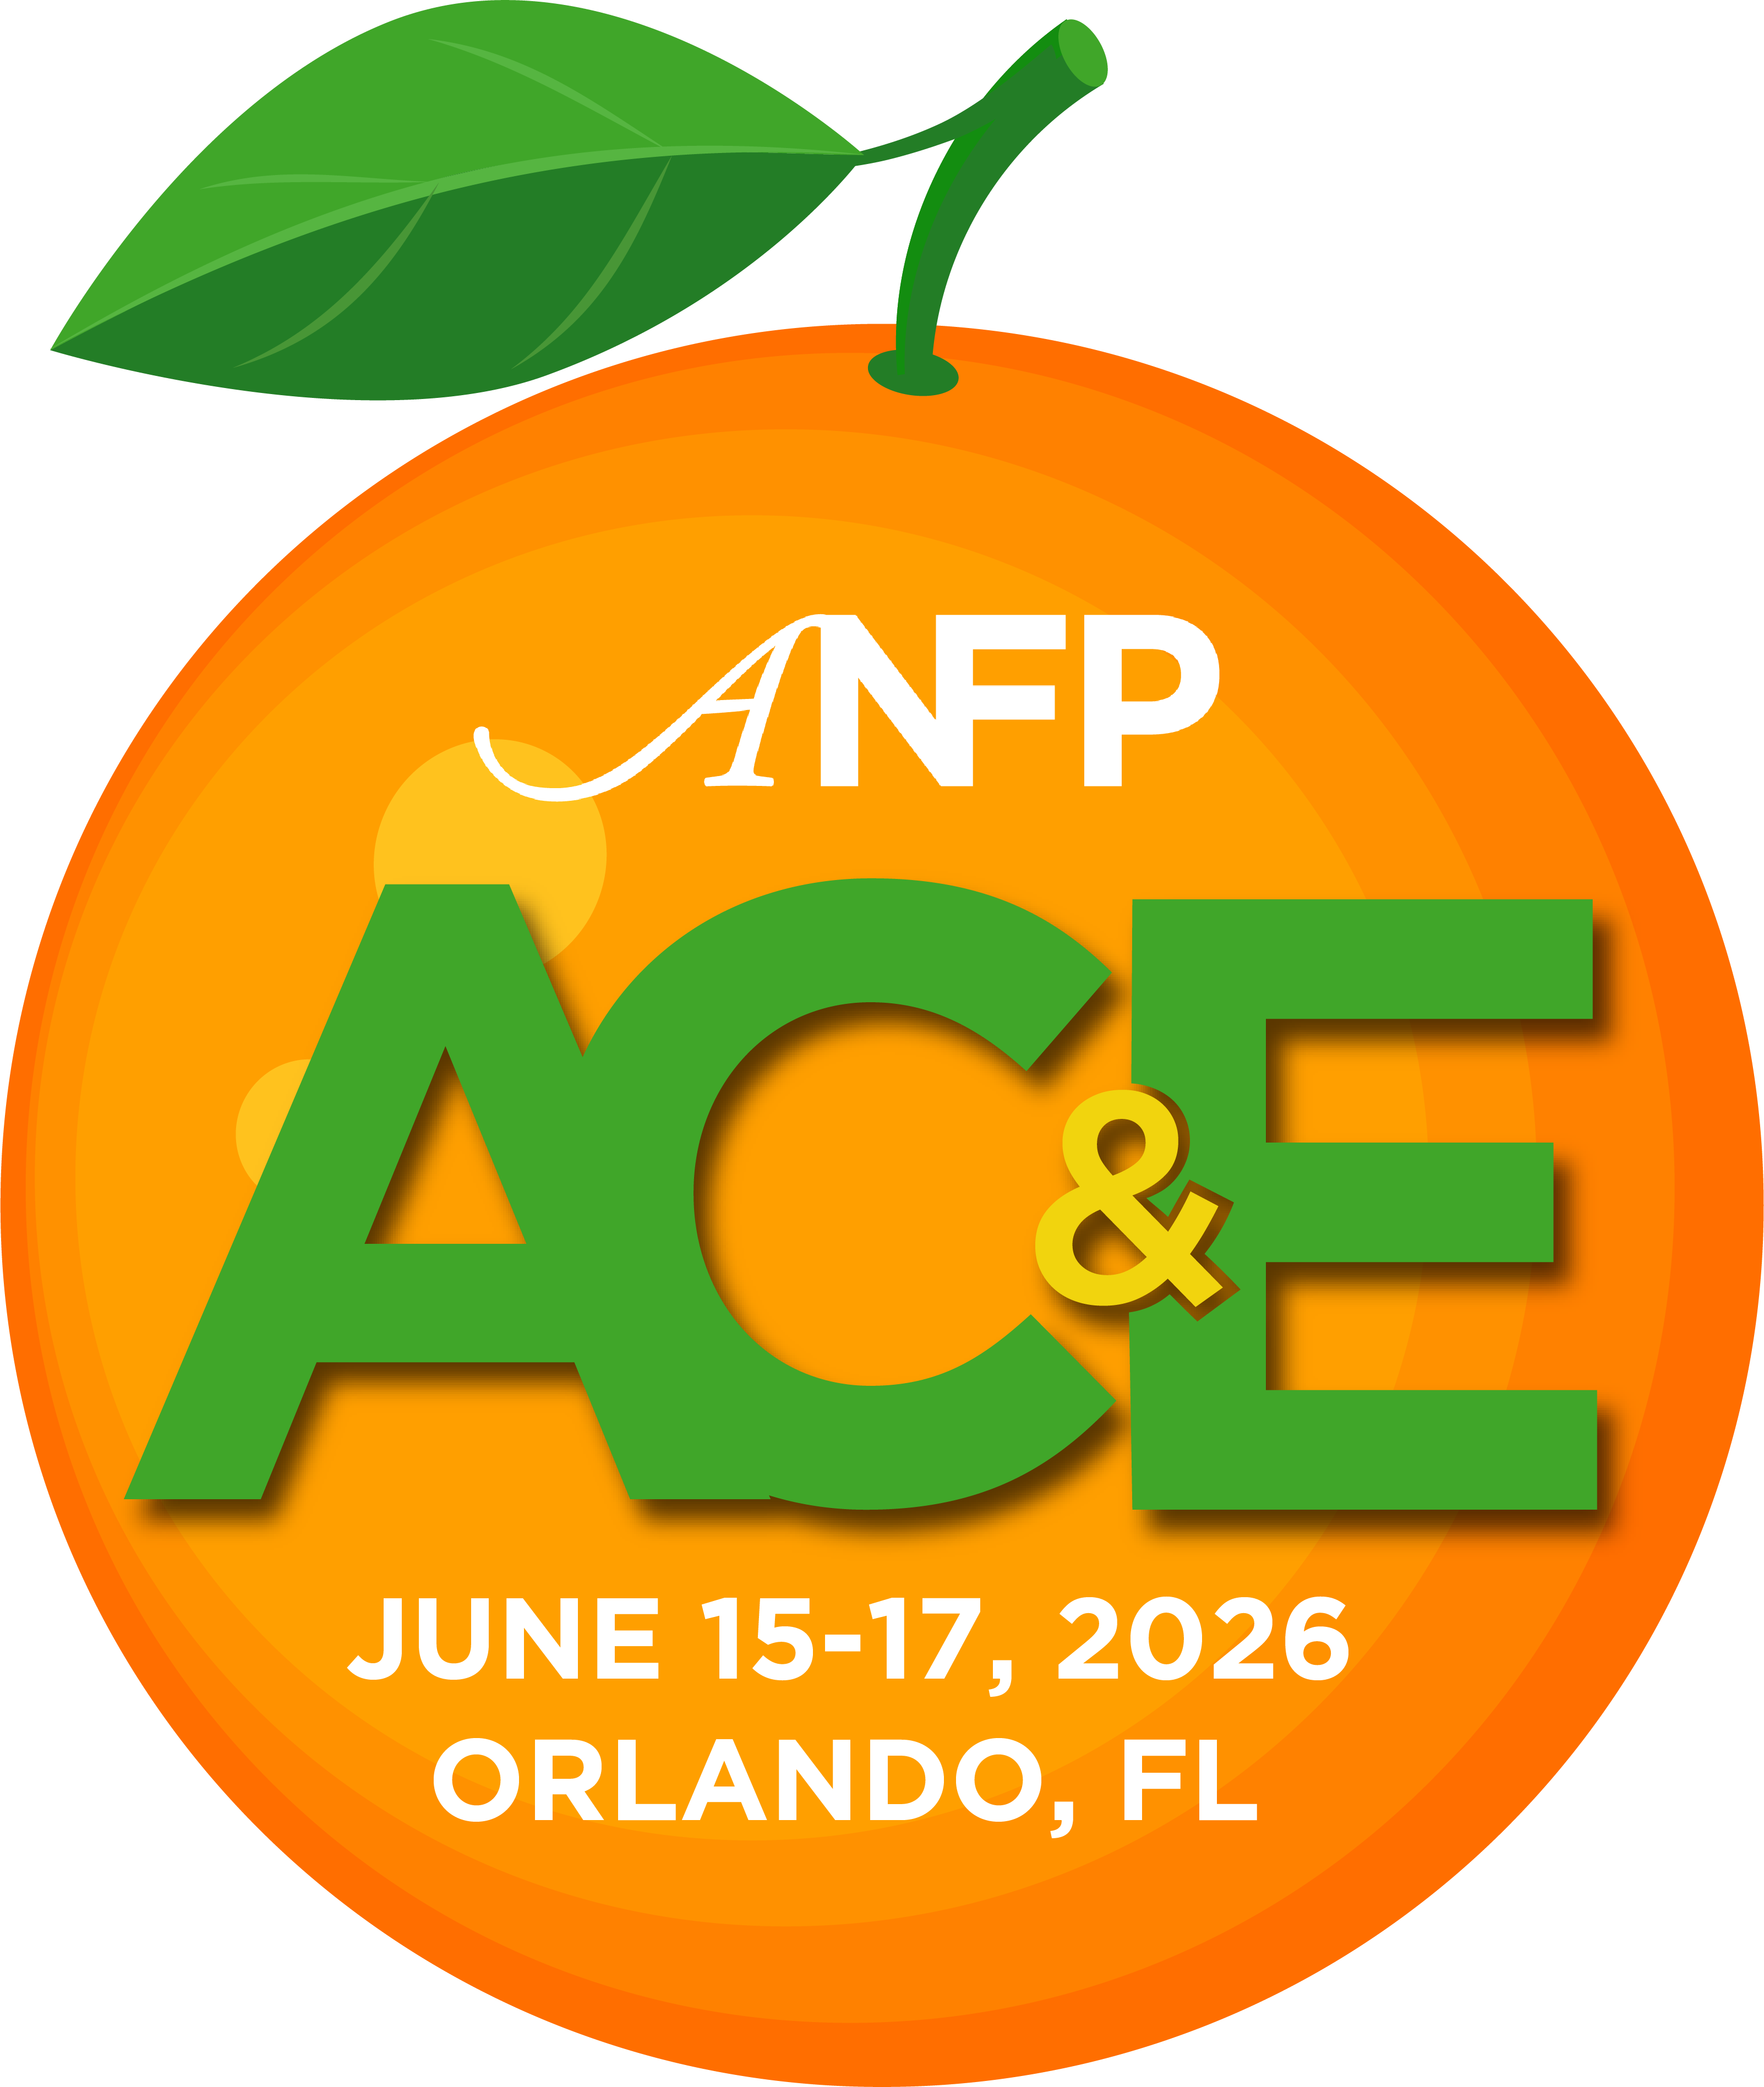 ANFP
AC&E
JUNE 15-17, 2026
ORLANDO, FL